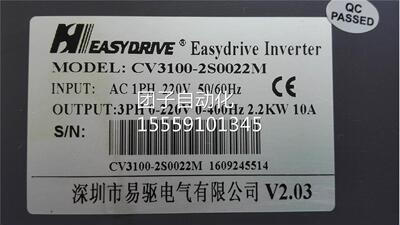 QC
PASSED
EASYDRIVE® Easydrive Inverter
MODEL: CV3100-2S0022M
INPUT: AC 1PH 220V 50/60Hz
CE
OUTPUT:3PH 0-220V 0-400Hz 2.2KW 10A
团子自动化
15559101345
S/N:
CV3100-2S0022M 1609245514
深圳市易驱电气有限公司 V2.03